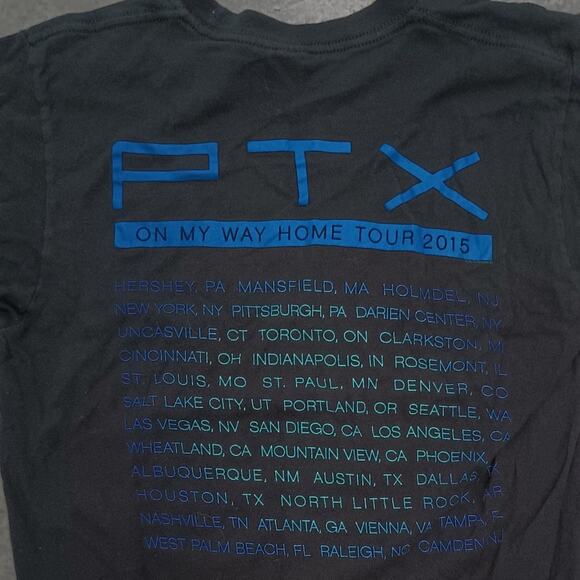 PTX
ON MY WAY HOME TOUR 2015
HERSHEY, PA MANSFIELD, MA HOLMDEL, NJ
NEW YORK, NY PITTSBURGH, PA DARIEN CENTER, NY
UNCASVILLE, CT TORONTO, ON CLARKSTON, MI
CINCINNATI, OH INDIANAPOLIS, IN ROSEMONT, IL
ST. LOUIS, MO ST. PAUL, MN DENVER, CO
SALT LAKE CITY, UT PORTLAND, OR SEATTLE, WA
LAS VEGAS, NV SAN DIEGO, CA LOS ANGELES, CA
WHEATLAND, CA MOUNTAIN VIEW, CA PHOENIX,
ALBUQUERQUE, NM AUSTIN, TX DALLAS,
HOUSTON, TX NORTH LITTLE ROCK, AR
NASHVILLE, TN ATLANTA, GA VIENNA, VA TAMPA,
WEST PALM BEACH, FL RALEIGH, NC CAMDEN, NJ